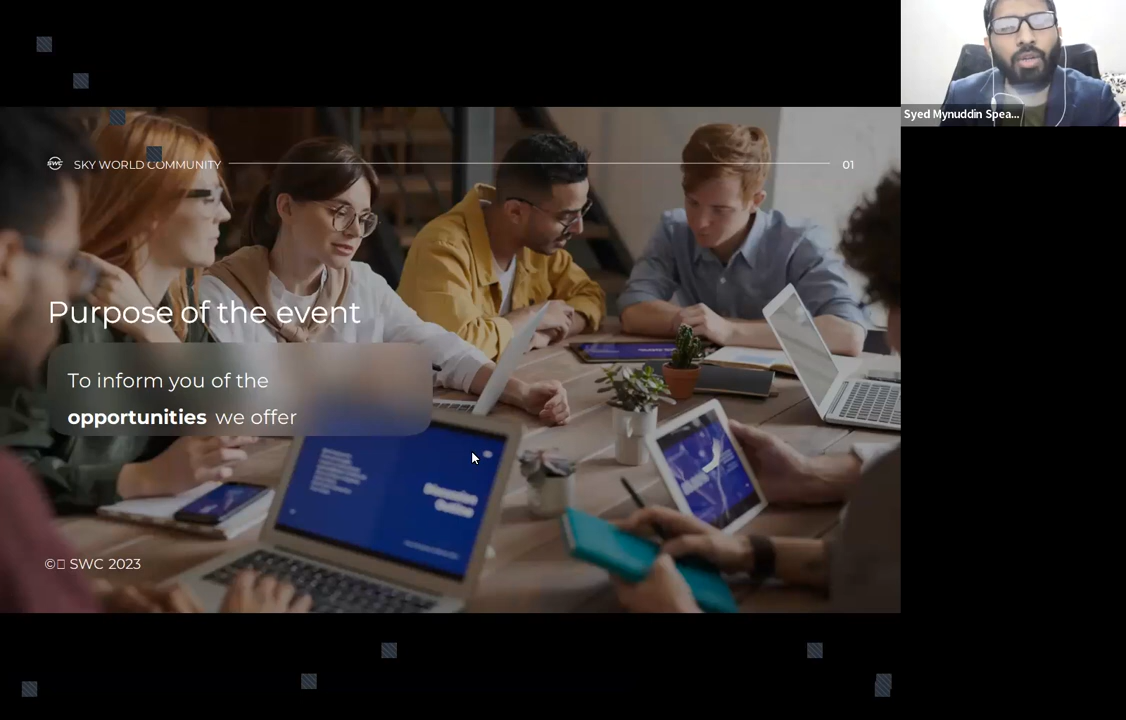 SWC
SKY WORLD COMMUNITY
01
Syed Mynuddin Spea...
Purpose of the event
To inform you of the
opportunities we offer
© SWC 2023